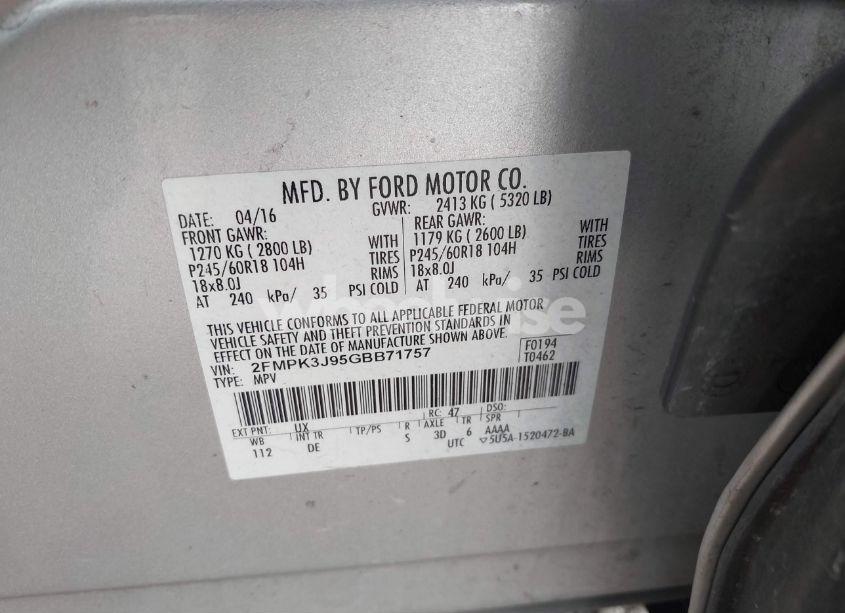 MFD. BY FORD MOTOR CO.
DATE: 04/16 GVWR: 2413 KG ( 5320 LB)
FRONT GAWR: REAR GAWR:
1270 KG ( 2800 LB) WITH 1179 KG ( 2600 LB) WITH
P245/60R18 104H TIRES P245/60R18 104H TIRES
18x8.0J RIMS 18x8.0J RIMS
AT 240 kPa/ 35 PSI COLD AT 240 kPa/ 35 PSI COLD
THIS VEHICLE CONFORMS TO ALL APPLICABLE FEDERAL MOTOR
VEHICLE SAFETY AND THEFT PREVENTION STANDARDS IN
EFFECT ON THE DATE OF MANUFACTURE SHOWN ABOVE.
VIN: 2FMPK3J95GBB71757 F0194
TYPE: MPV T0462
EXT PNT: UX RC: 47 DSO:
WB INT TR TP/PS R AXLE TR SPR
112 DE S 3D 6 AAAA
UTC 5U5A-1520472-BA